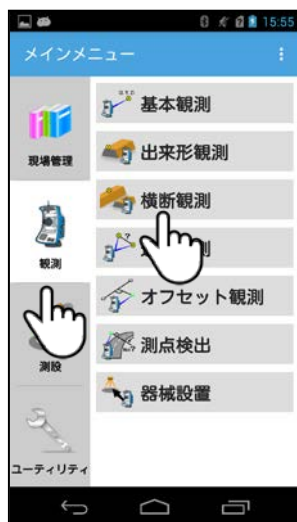 15:55
メインメニュー
現場管理
観測
測設
ユーティリティ
基本観測
出来形観測
横断観測
オフセット観測
測点検出
器械設置